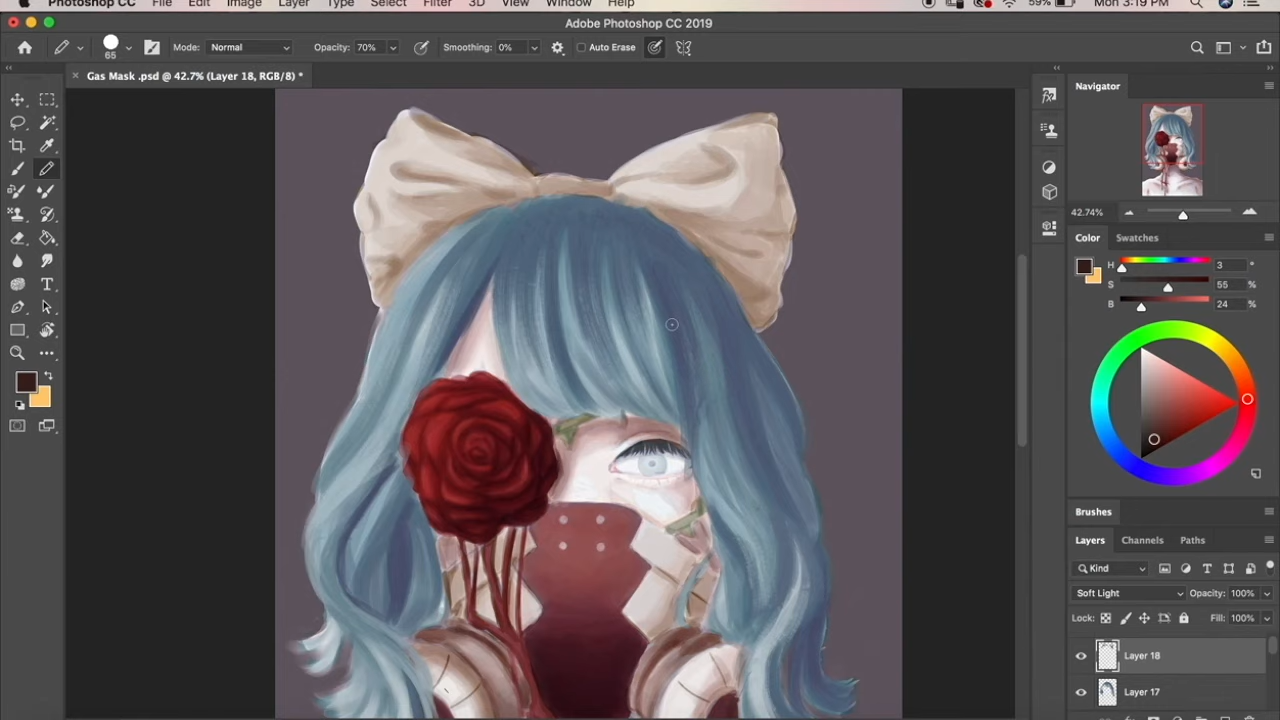 Photoshop CC File Edit Image Layer Type Select Filter 3D View Window Help 59% Mon 3:19 PM
Adobe Photoshop CC 2019
65 Mode: Normal Opacity: 70% Smoothing: 0% Auto Erase
× Gas Mask .psd @ 42.7% (Layer 18, RGB/8) *
Navigator
42.74%
Color Swatches
H 3 °
S 55 %
B 24 %
Brushes
Layers Channels Paths
Kind
Soft Light Opacity: 100%
Lock: Fill: 100%
Layer 18
Layer 17